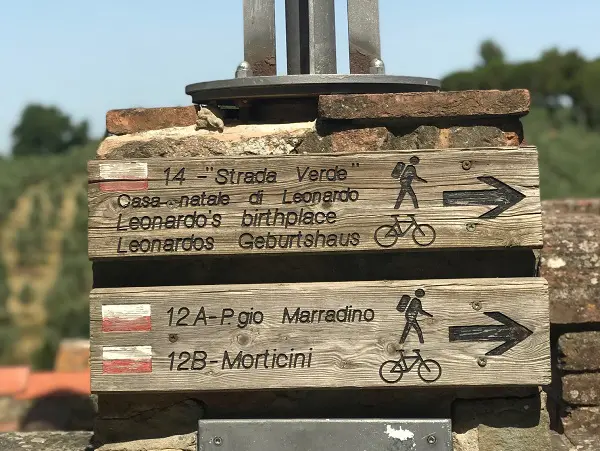 14 -"Strada Verde"
Casa natale di Leonardo
Leonardo's birthplace
Leonardos Geburtshaus
12A-P.gio Marradino
12B-Morticini